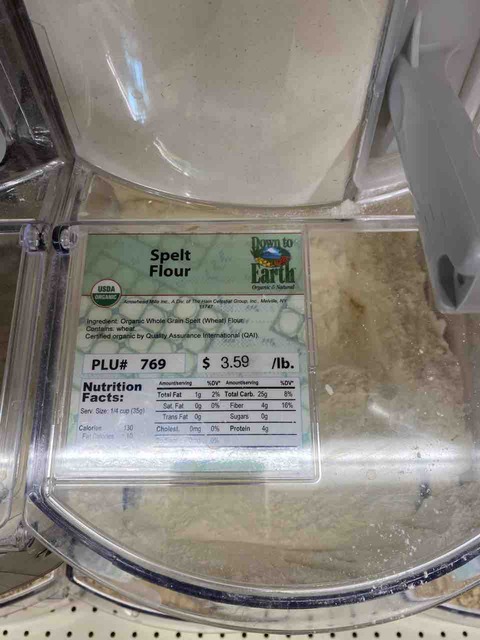 Spelt
Flour
Down to
Earth
Organic & Natural
USDA
ORGANIC
Arrowhead Mills Inc., A Div. of The Hain Celestial Group, Inc., Melville, NY
11747
Ingredient: Organic Whole Grain Spelt (Wheat) Flour.
Contains: wheat.
Certified organic by Quality Assurance International (QAI)
PLU# 769 $ 3.59 /lb.
Nutrition
Facts:
Serv. Size: 1/4 cup (35g)
Calories 130
Fat Calories 10
Amount/serving %DV* Amount/serving %DV*
Total Fat 1g 2% Total Carb. 25g 8%
Sat. Fat 0g 0% Fiber 4g 16%
Trans Fat 0g Sugars 0g
Cholest. 0mg 0% Protein 4g
0%